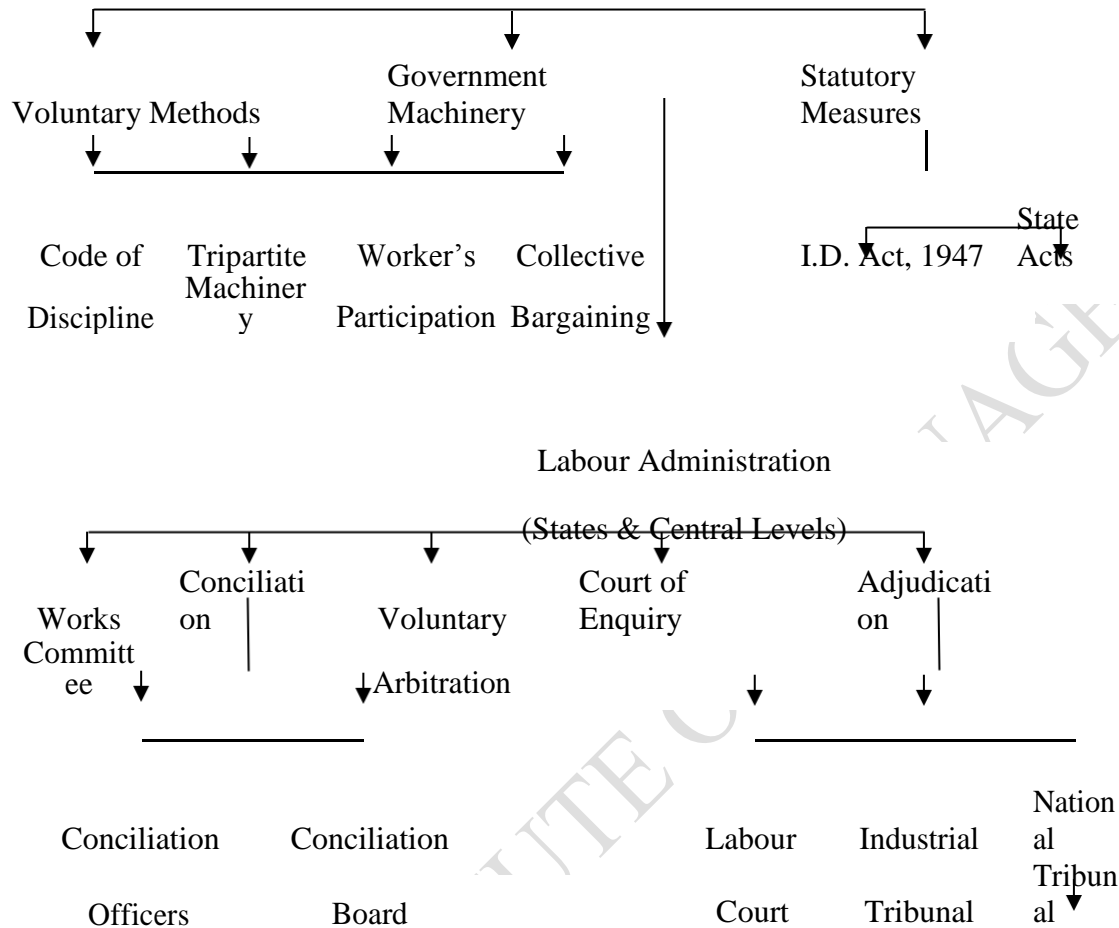 Voluntary Methods
Government
Machinery
Statutory
Measures
Code of
Discipline
Tripartite
Machiner
y
Worker's
Participation
Collective
Bargaining
I.D. Act, 1947
State
Acts
Labour Administration
(States & Central Levels)
Works
Committ
ee
Conciliati
on
Voluntary
Arbitration
Court of
Enquiry
Adjudicati
on
Conciliation
Officers
Conciliation
Board
Labour
Court
Industrial
Tribunal
Nation
al
Tribun
al